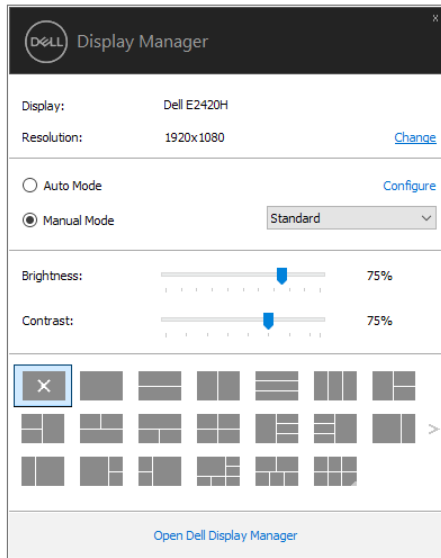 x
DELL Display Manager
Display: Dell E2420H
Resolution: 1920x1080 Change
Auto Mode Configure
Manual Mode Standard
Brightness: 75%
Contrast: 75%
Open Dell Display Manager